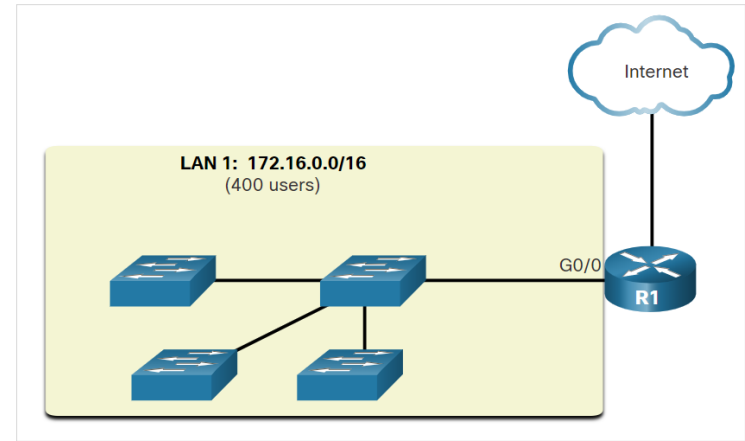 Internet
LAN 1: 172.16.0.0/16
(400 users)
G0/0
R1